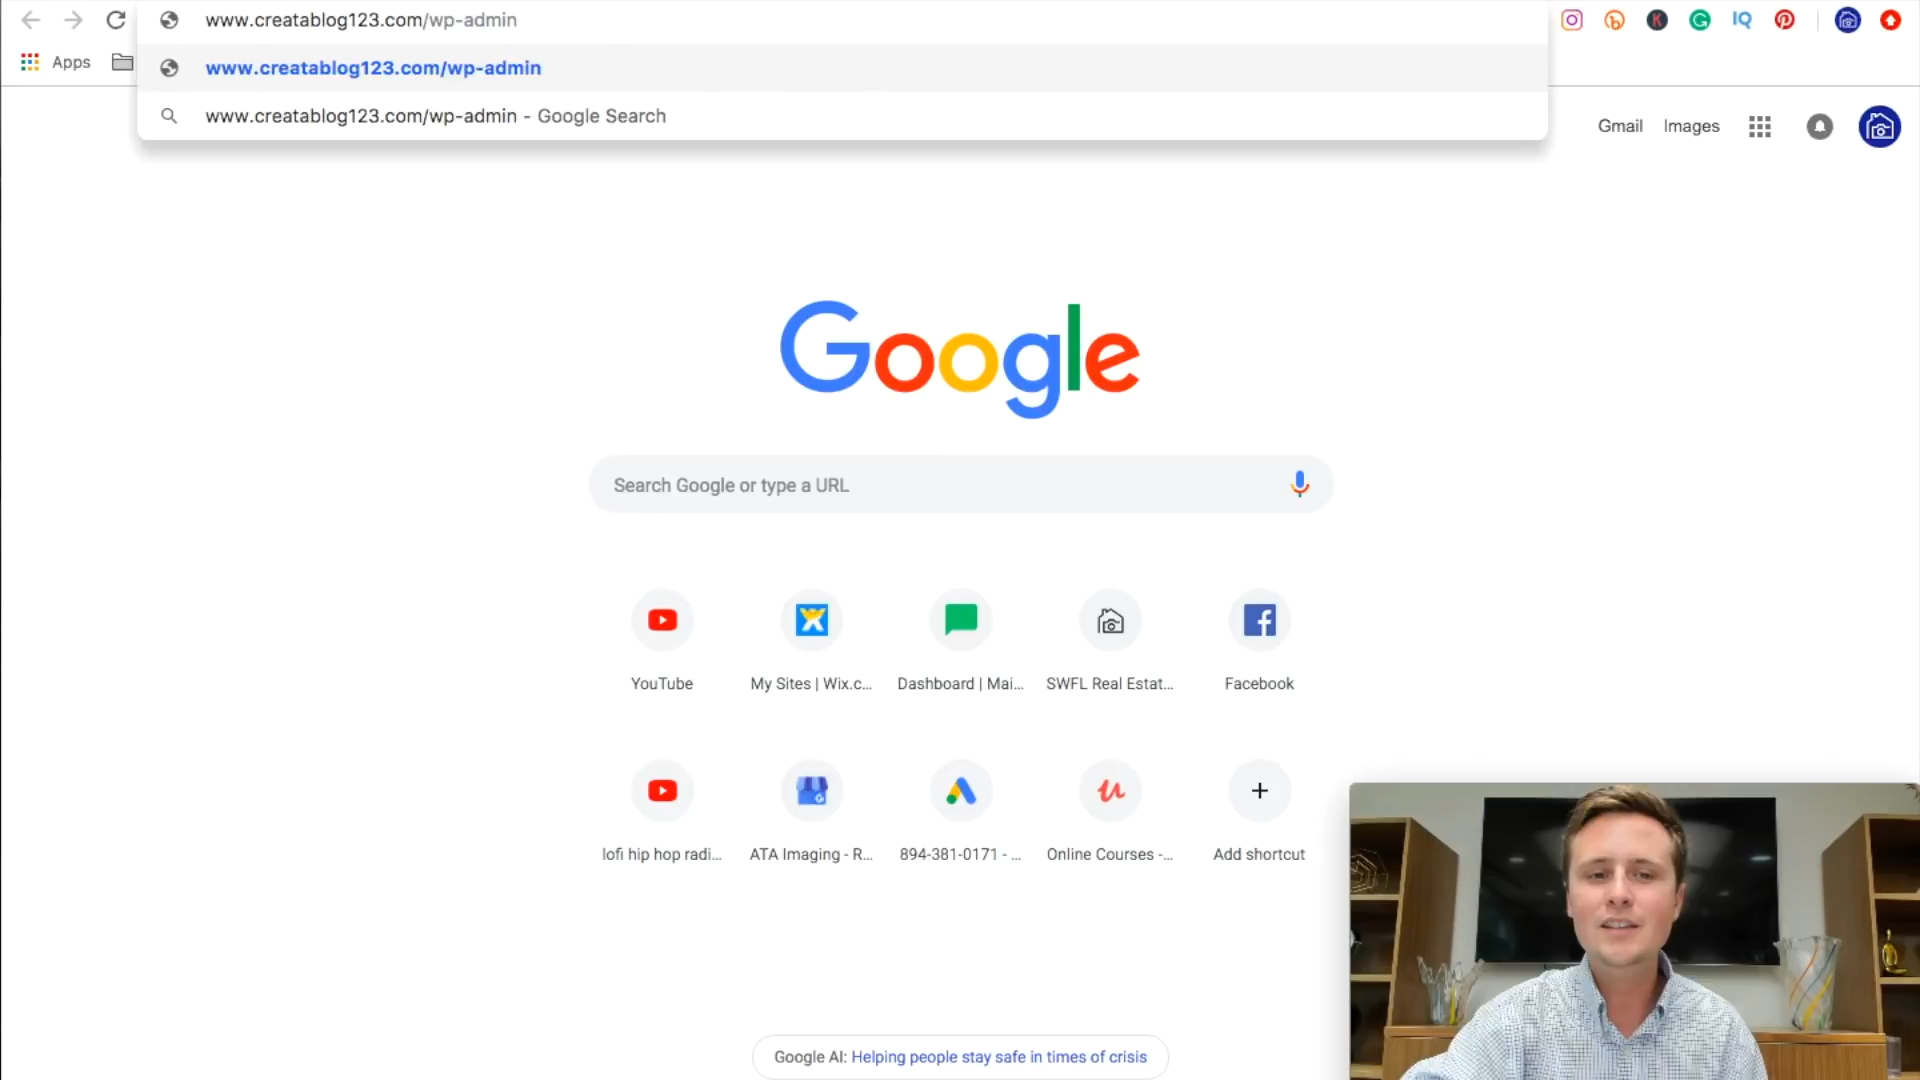 www.creatablog123.com/wp-admin
Apps
www.creatablog123.com/wp-admin
www.creatablog123.com/wp-admin - Google Search
IQ
Gmail Images
Google
Search Google or type a URL
YouTube
My Sites | Wix.c...
Dashboard | Mai...
SWFL Real Estat...
Facebook
lofi hip hop radi...
ATA Imaging - R...
894-381-0171 - ...
Online Courses -...
Add shortcut
Google AI: Helping people stay safe in times of crisis